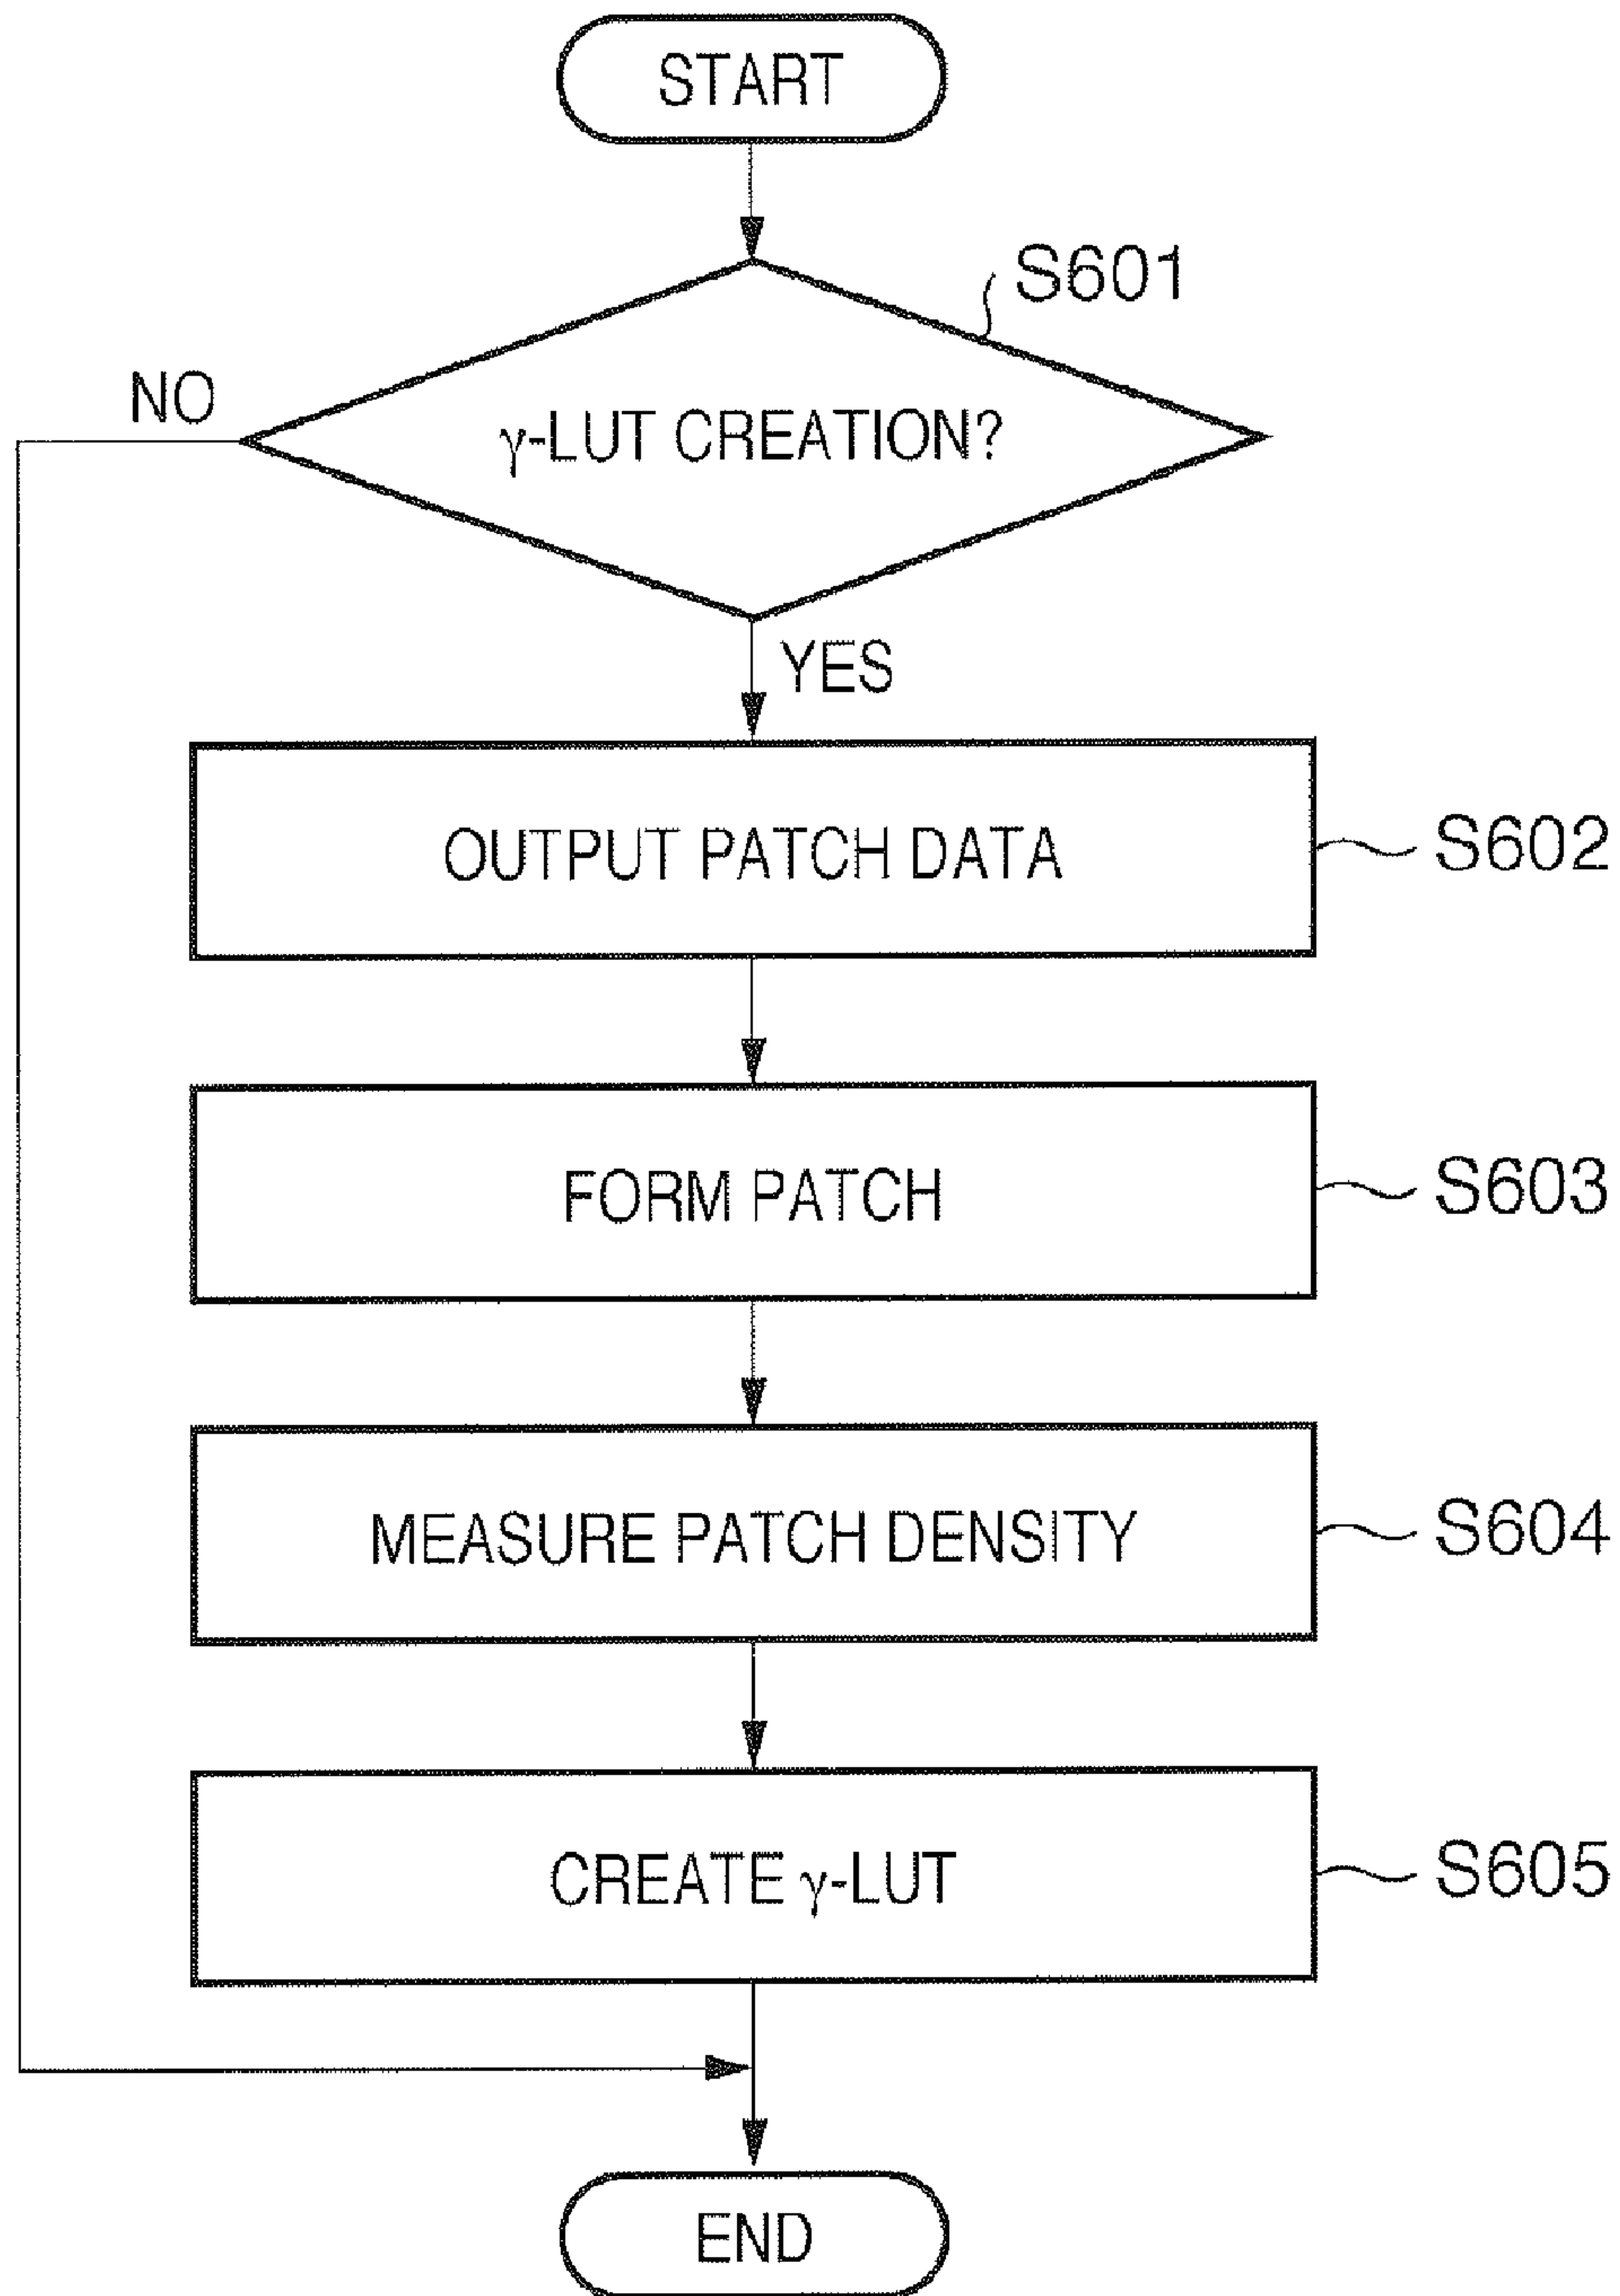 START
S601
NO
γ-LUT CREATION?
YES
OUTPUT PATCH DATA
S602
FORM PATCH
S603
MEASURE PATCH DENSITY
S604
CREATE γ-LUT
S605
END